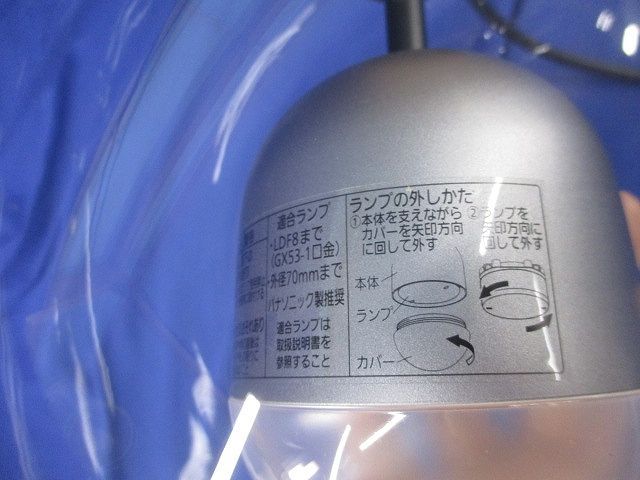 適合ランプ
・LDF8まで
(GX53-1口金)
・外径70mmまで
パナソニック製推奨
適合ランプは
取扱説明書を
参照すること
ランプの外しかた
①本体を支えながら
カバーを矢印方向
に回して外す
②ランプを
矢印方向に
回して外す
本体
ランプ
カバー